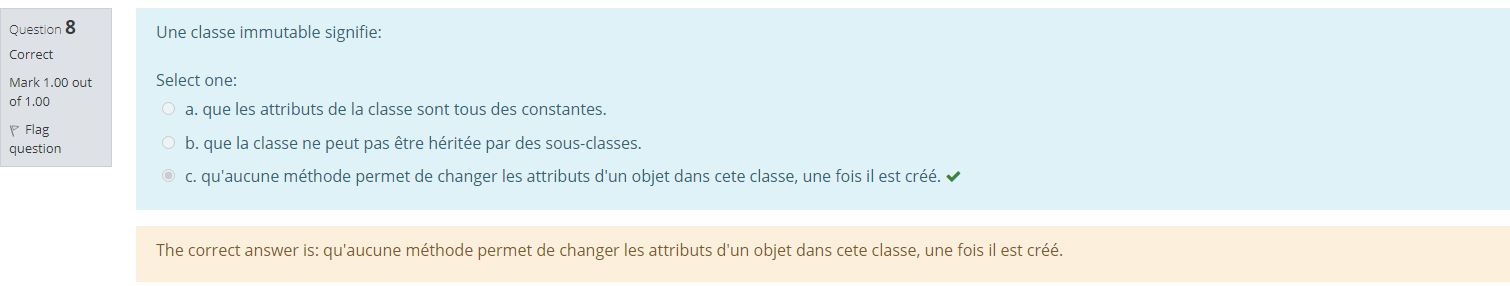 Question 8
Correct
Mark 1.00 out
of 1.00
Flag
question
Une classe immutable signifie:
Select one:
a. que les attributs de la classe sont tous des constantes.
b. que la classe ne peut pas être héritée par des sous-classes.
c. qu'aucune méthode permet de changer les attributs d'un objet dans cete classe, une fois il est créé.
The correct answer is: qu'aucune méthode permet de changer les attributs d'un objet dans cete classe, une fois il est créé.